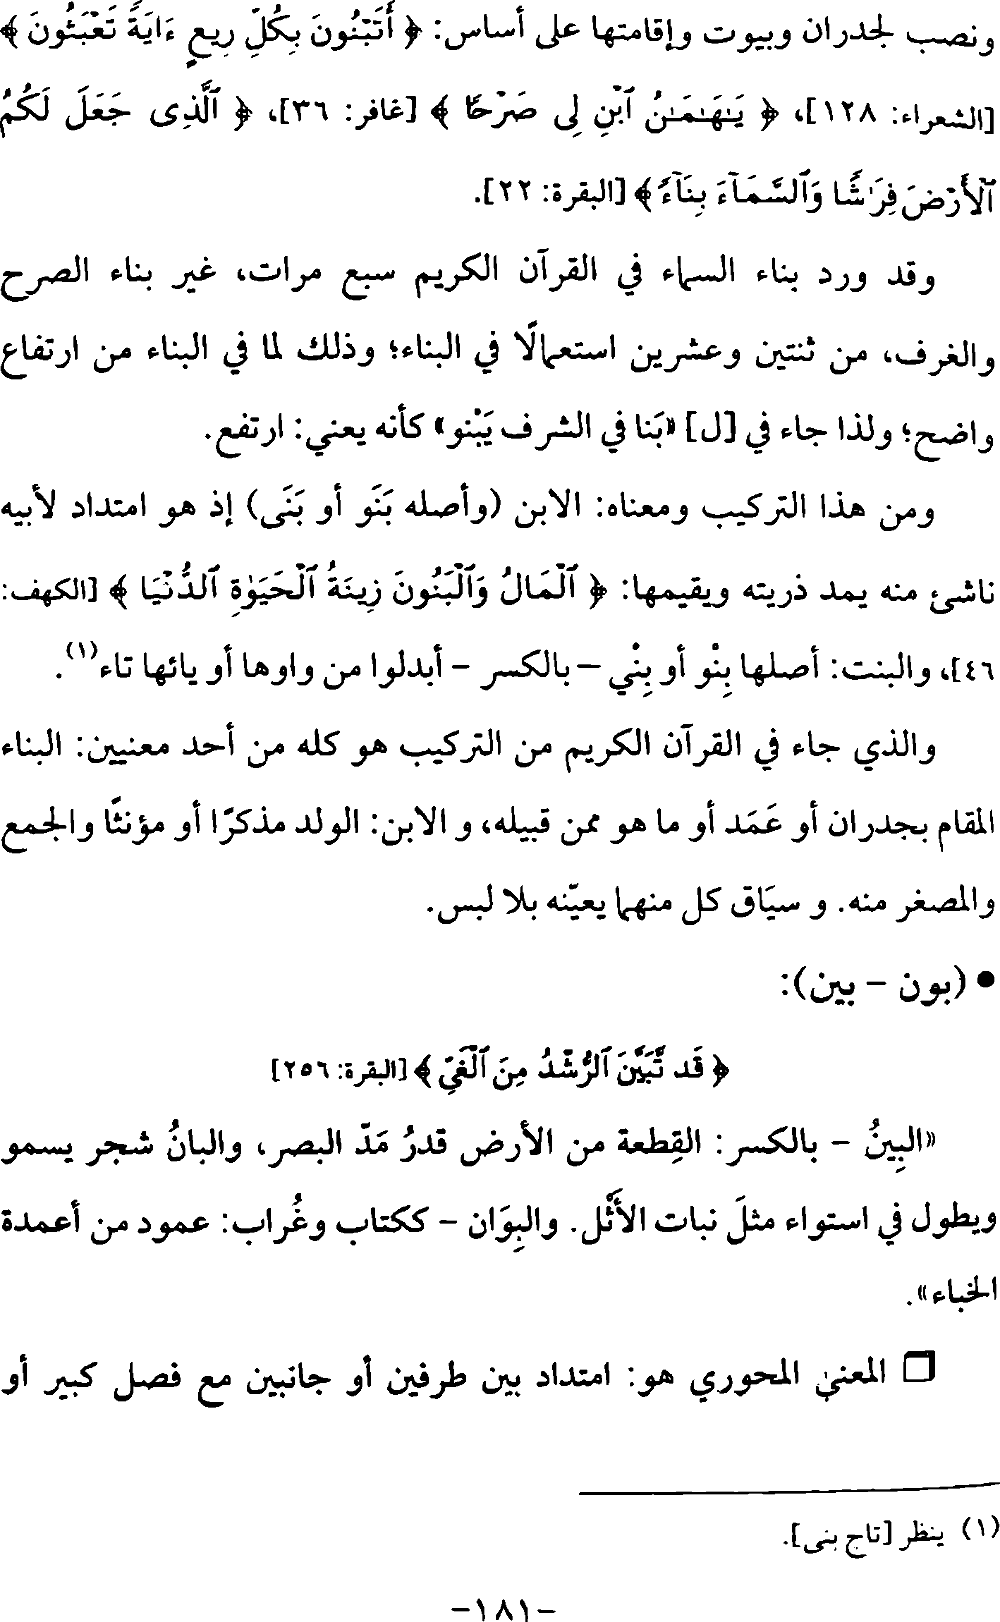 ونصب لجدران وبيوت وإقامتها على أساس: ﴿ أَتَبْنُونَ بِكُلِّ رِيعٍ ءَايَةً تَعْبَثُونَ ﴾
[الشعراء: ١٢٨]، ﴿ يَٰهَٰمَٰنُ ٱبْنِ لِى صَرْحًا ﴾ [غافر: ٣٦]، ﴿ ٱلَّذِى جَعَلَ لَكُمُ
ٱلْأَرْضَ فِرَٰشًا وَٱلسَّمَآءَ بِنَآءً ﴾ [البقرة: ٢٢].
وقد ورد بناء السماء في القرآن الكريم سبع مرات، غير بناء الصرح
والغرف، من ثنتين وعشرين استعمالًا في البناء؛ وذلك لما في البناء من ارتفاع
واضح؛ ولذا جاء في [ل] «بَنا في الشرف يَبْنو» كأنه يعني: ارتفع.
ومن هذا التركيب ومعناه: الابن (وأصله بَنَو أو بَنَى) إذ هو امتداد لأبيه
ناشئ منه يمد ذريته ويقيمها: ﴿ ٱلْمَالُ وَٱلْبَنُونَ زِينَةُ ٱلْحَيَوٰةِ ٱلدُّنْيَا ﴾ [الكهف:
٤٦]، والبنت: أصلها بِنْو أو بِنْي – بالكسر – أبدلوا من واوها أو يائها تاء(١).
والذي جاء في القرآن الكريم من التركيب هو كله من أحد معنيين: البناء
المقام بجدران أو عَمَد أو ما هو ممن قبيله، و الابن: الولد مذكرًا أو مؤنثًا والجمع
والمصغر منه. و سيَاق كل منهما يعيّنه بلا لبس.
● (بون – بين):
﴿ قَد تَّبَيَّنَ ٱلرُّشْدُ مِنَ ٱلْغَىِّ ﴾ [البقرة: ٢٥٦]
«البِينُ – بالكسر: القِطعة من الأرض قدرُ مَدّ البصر، والبانُ شجر يسمو
ويطول في استواء مثلَ نبات الأَثْل. والبِوَان – ككتاب وغُراب: عمود من أعمدة
الخباء».
❒ المعنىٰ المحوري هو: امتداد بين طرفين أو جانبين مع فصل كبير أو
(١) ينظر [تاج بنى].
–١٨١–